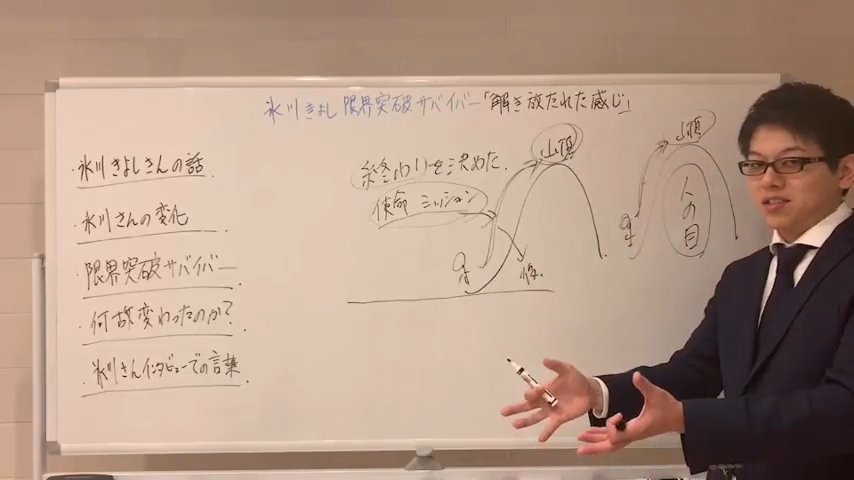 氷川きよし 限界突破サバイバー「解き放たれた感じ」
・氷川きよしさんの話
・氷川さんの変化
・限界突破サバイバー
・何故変わったのか?
・氷川さんインタビューでの言葉
終わりを決めた.
使命 ミッション
山頂
山頂
人の目